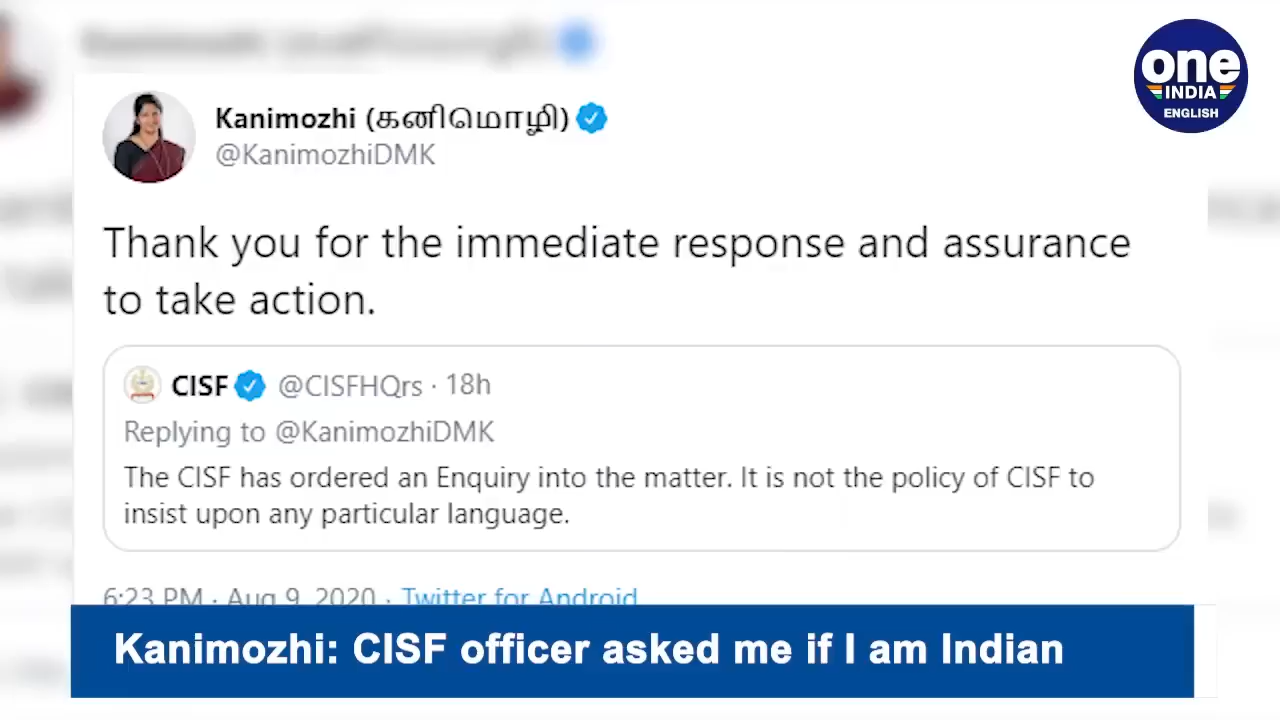 one
INDIA
ENGLISH
Kanimozhi (கனிமொழி)
@KanimozhiDMK
Thank you for the immediate response and assurance
to take action.
CISF @CISFHQrs · 18h
Replying to @KanimozhiDMK
The CISF has ordered an Enquiry into the matter. It is not the policy of CISF to
insist upon any particular language.
6:23 PM · Aug 9, 2020 · Twitter for Android
Kanimozhi: CISF officer asked me if I am Indian